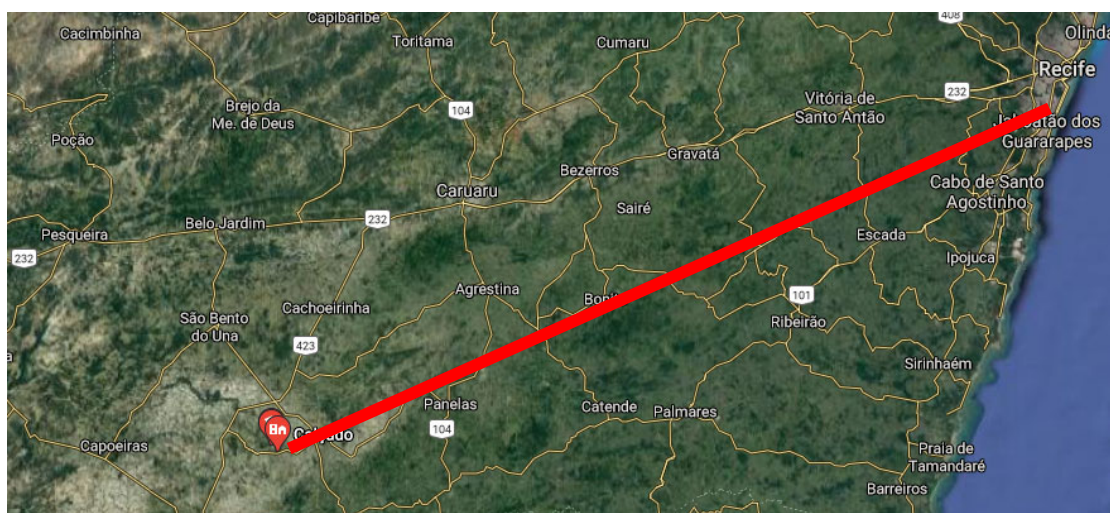 Capibaribe
408
Cacimbinha
Toritama
Cumaru
Olinda
Recife
Brejo da
Me. de Deus
104
Vitória de
Santo Antão
232
Poção
Jaboatão dos
Guararapes
Gravatá
Bezerros
Caruaru
Cabo de Santo
Agostinho
Sairé
Belo Jardim
232
Pesqueira
Escada
232
Ipojuca
Agrestina
Bonito
101
Cachoeirinha
São Bento
do Una
Ribeirão
423
Sirinhaém
Panelas
Catende
Palmares
104
Capoeiras
Praia de
Tamandaré
Barreiros